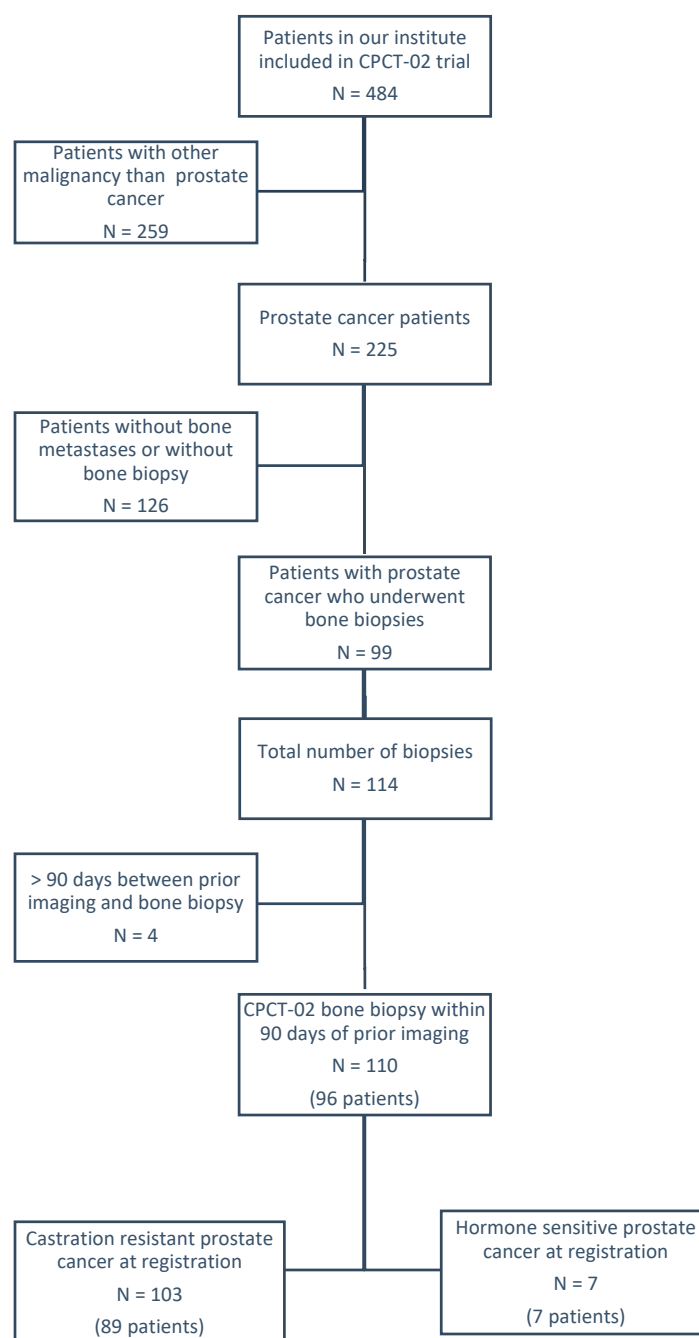 Patients in our institute
included in CPCT-02 trial
N = 484
Patients with other
malignancy than prostate
cancer
N = 259
Prostate cancer patients
N = 225
Patients without bone
metastases or without
bone biopsy
N = 126
Patients with prostate
cancer who underwent
bone biopsies
N = 99
Total number of biopsies
N = 114
> 90 days between prior
imaging and bone biopsy
N = 4
CPCT-02 bone biopsy within
90 days of prior imaging
N = 110
(96 patients)
Castration resistant prostate
cancer at registration
N = 103
(89 patients)
Hormone sensitive prostate
cancer at registration
N = 7
(7 patients)